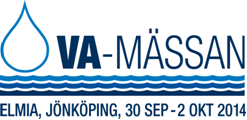 VA-MÄSSAN
ELMIA, JÖNKÖPING, 30 SEP - 2 OKT 2014